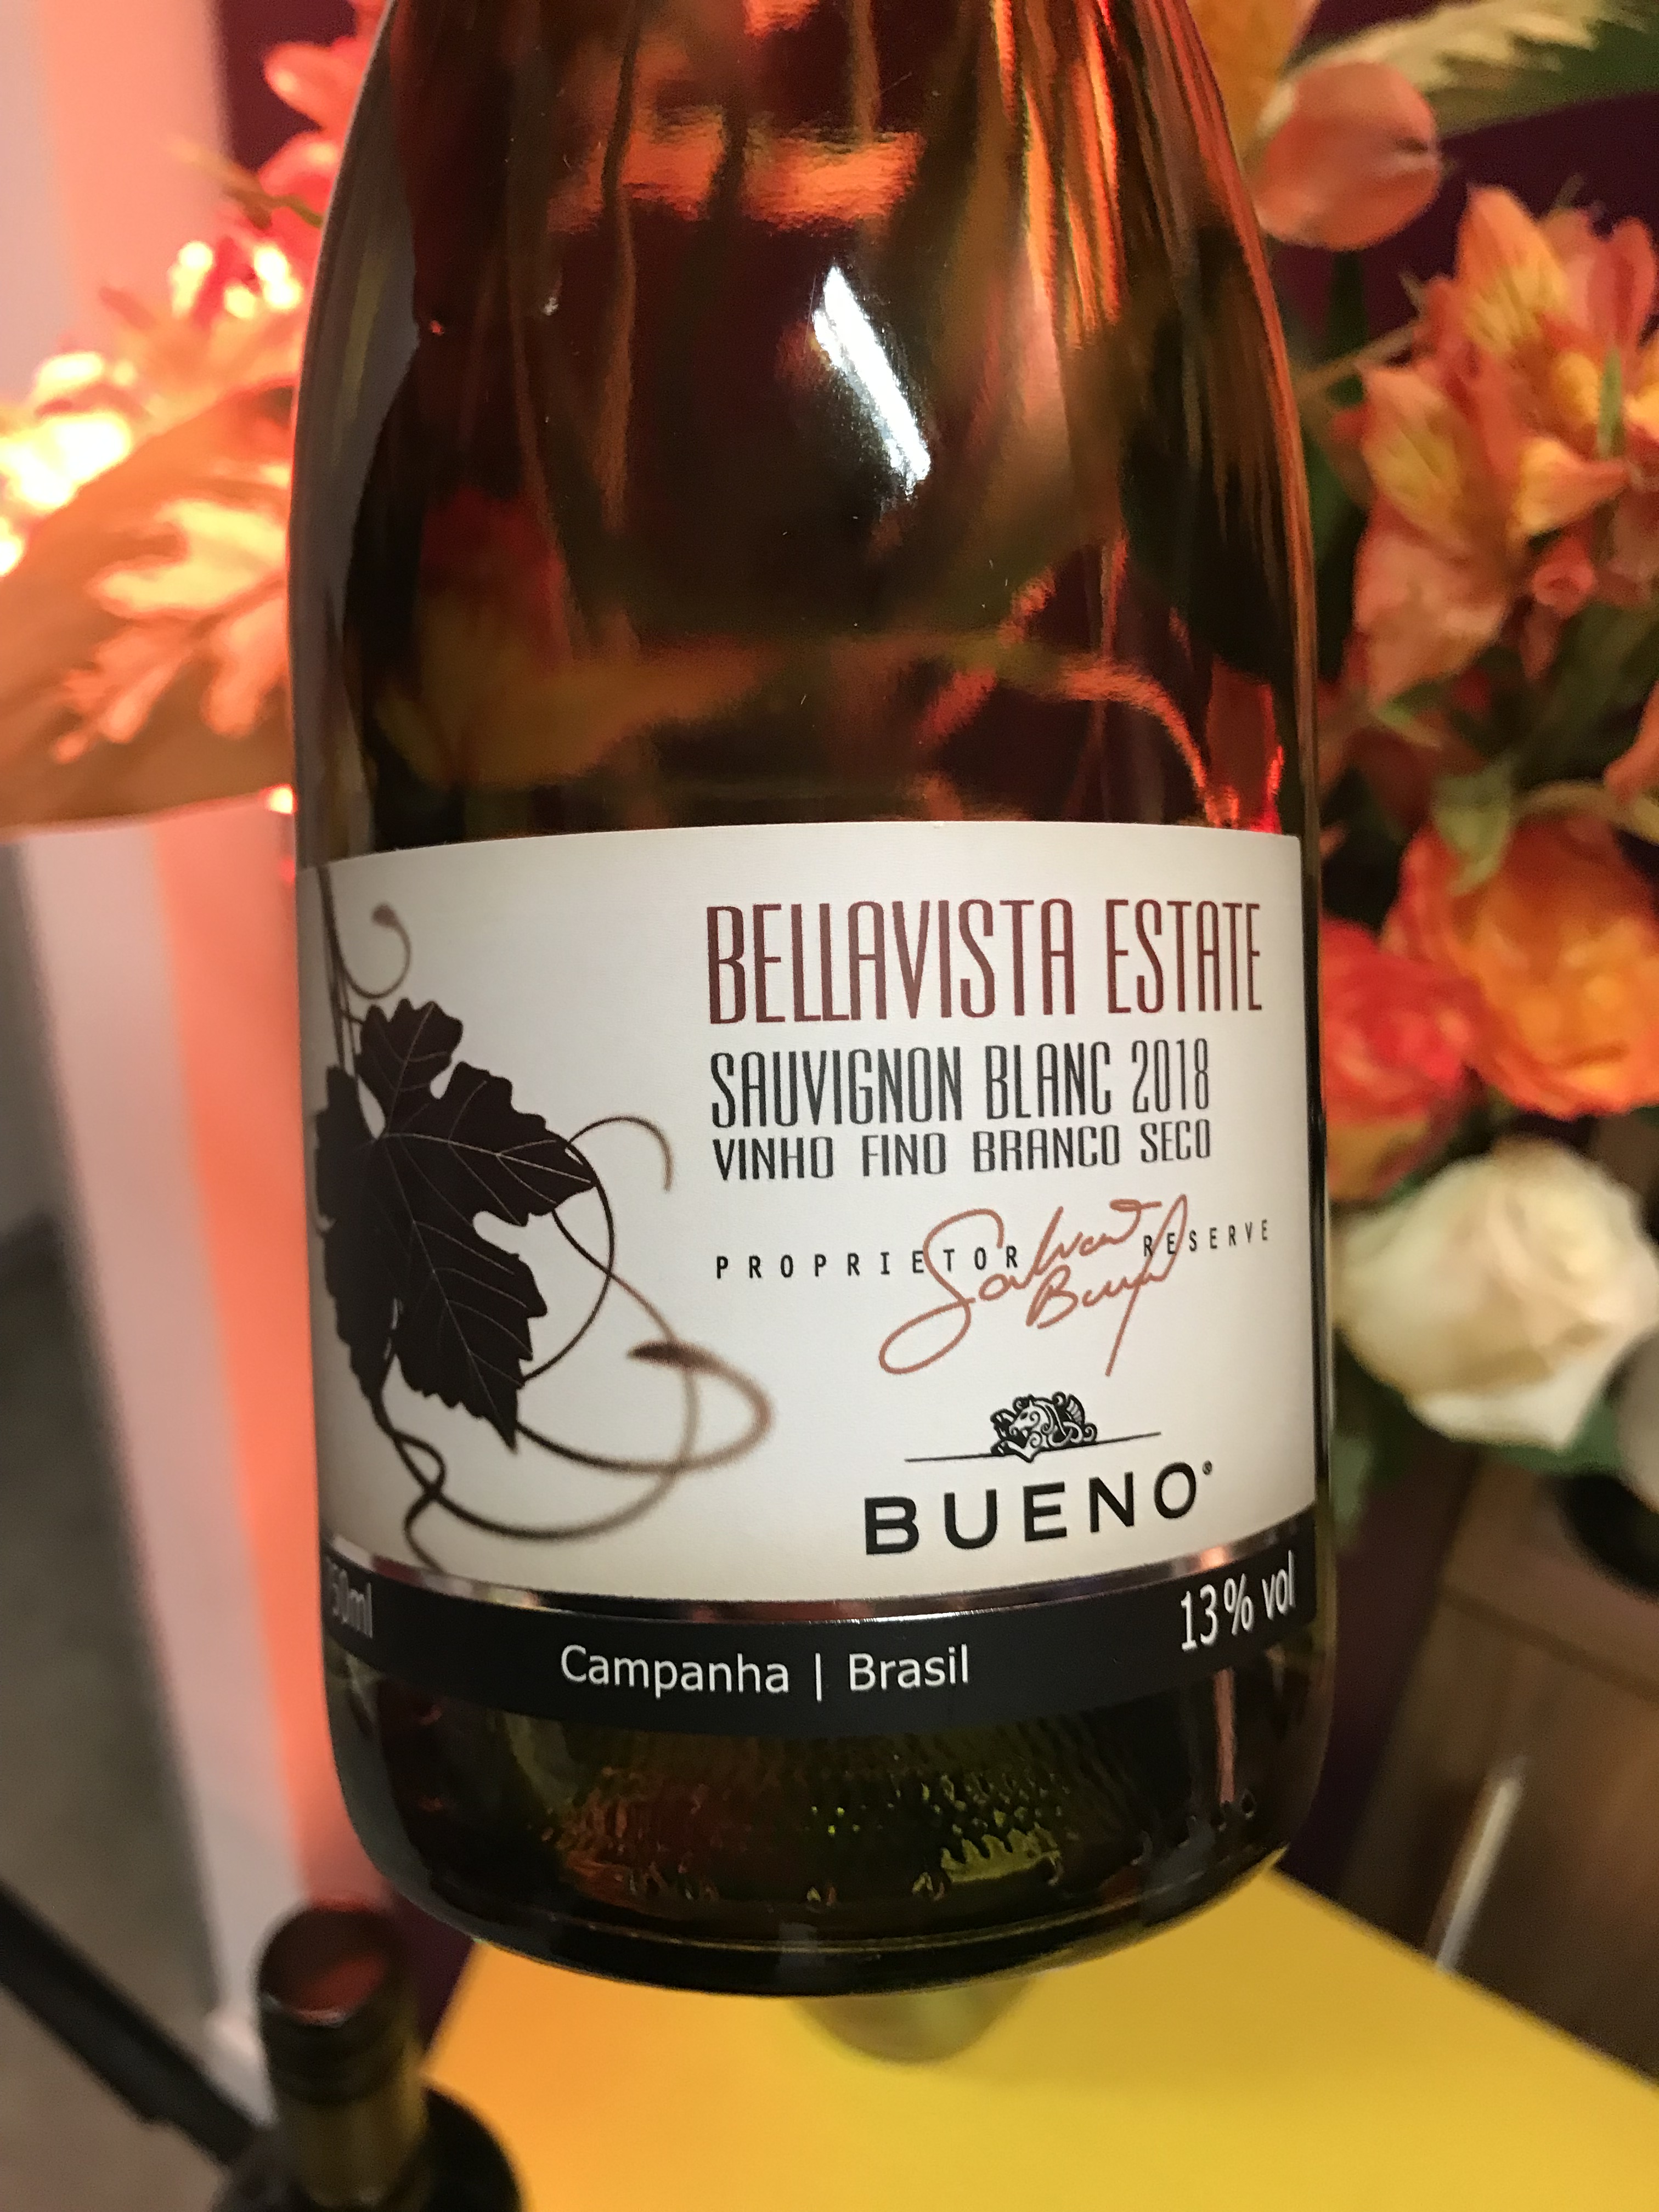 BELLAVISTA ESTATE
SAUVIGNON BLANC 2018
VINHO FINO BRANCO SECO
PROPRIETOR RESERVE
BUENO®
Campanha | Brasil
13% vol